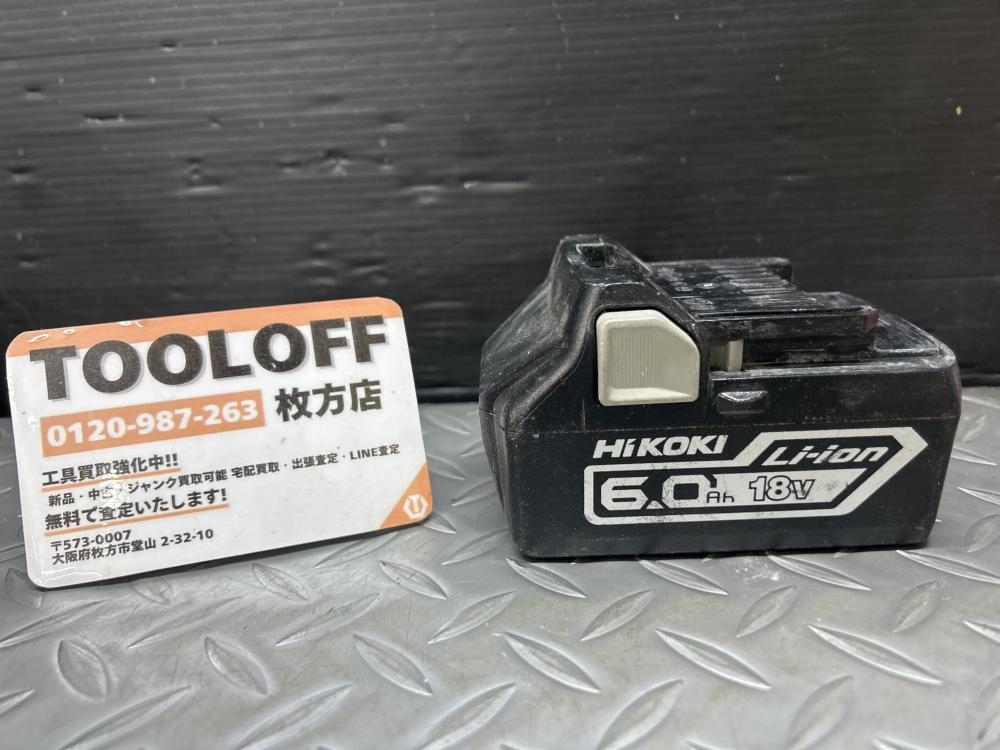 TOOLOFF
0120-987-263 枚方店
工具買取強化中!!
新品・中古・ジャンク買取可能 宅配買取・出張査定・LINE査定
無料で査定いたします!
〒573-0007
大阪府枚方市堂山 2-32-10
HiKOKI Li-ion
6.0Ah 18V